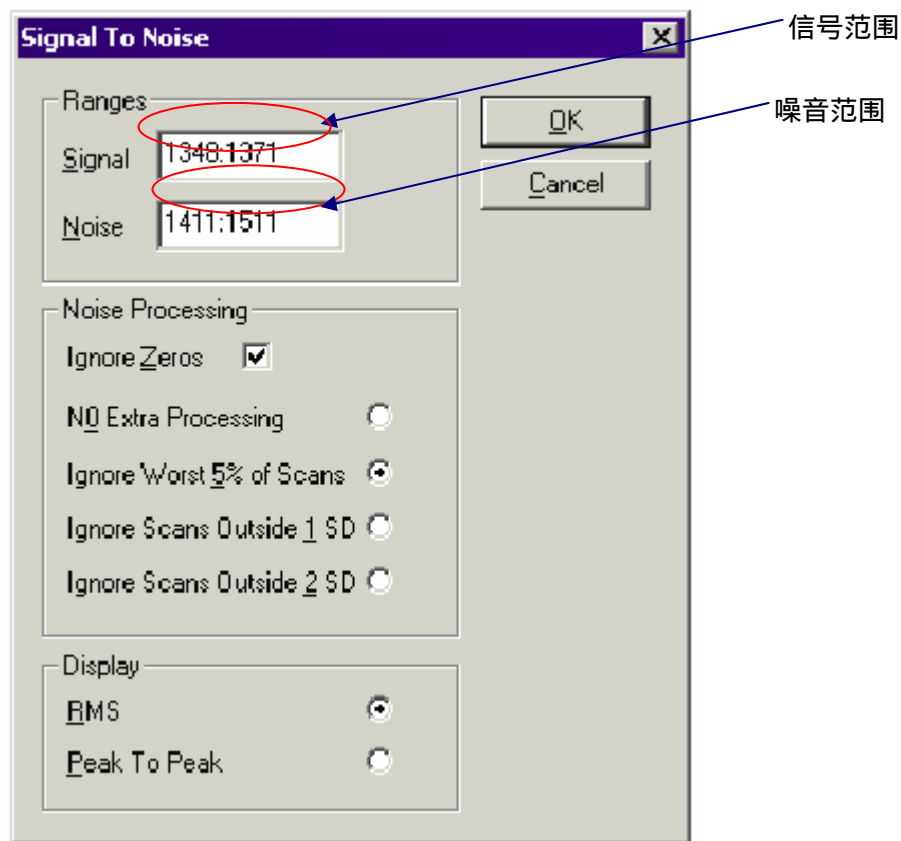 Signal To Noise
信号范围
噪音范围
Ranges
Signal 1348:1371
Noise 1411:1511
OK
Cancel
Noise Processing
Ignore Zeros
N0 Extra Processing
Ignore Worst 5% of Scans
Ignore Scans Outside 1 SD
Ignore Scans Outside 2 SD
Display
RMS
Peak To Peak